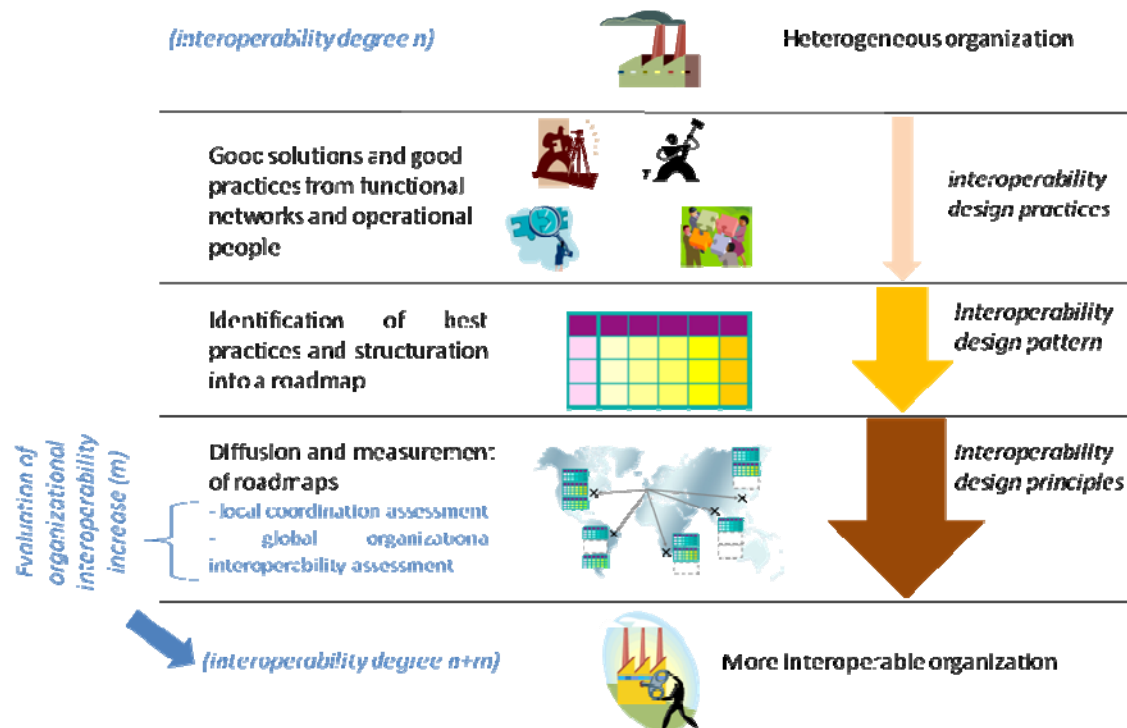 (interoperability degree n)
Heterogeneous organization
Gooc solutions and good
practices from functional
networks and operational
people
interoperability
design practices
Identification of best
practices and structuration
into a roadmap
Interoperability
design pattern
Diffusion and measurement
of roadmaps
- local coordination assessment
- global organizationa
interoperability assessment
Interoperability
design principles
Evaluation of
organizational
interoperability
increase (m)
(interoperability degree n+m)
More interoperable organization